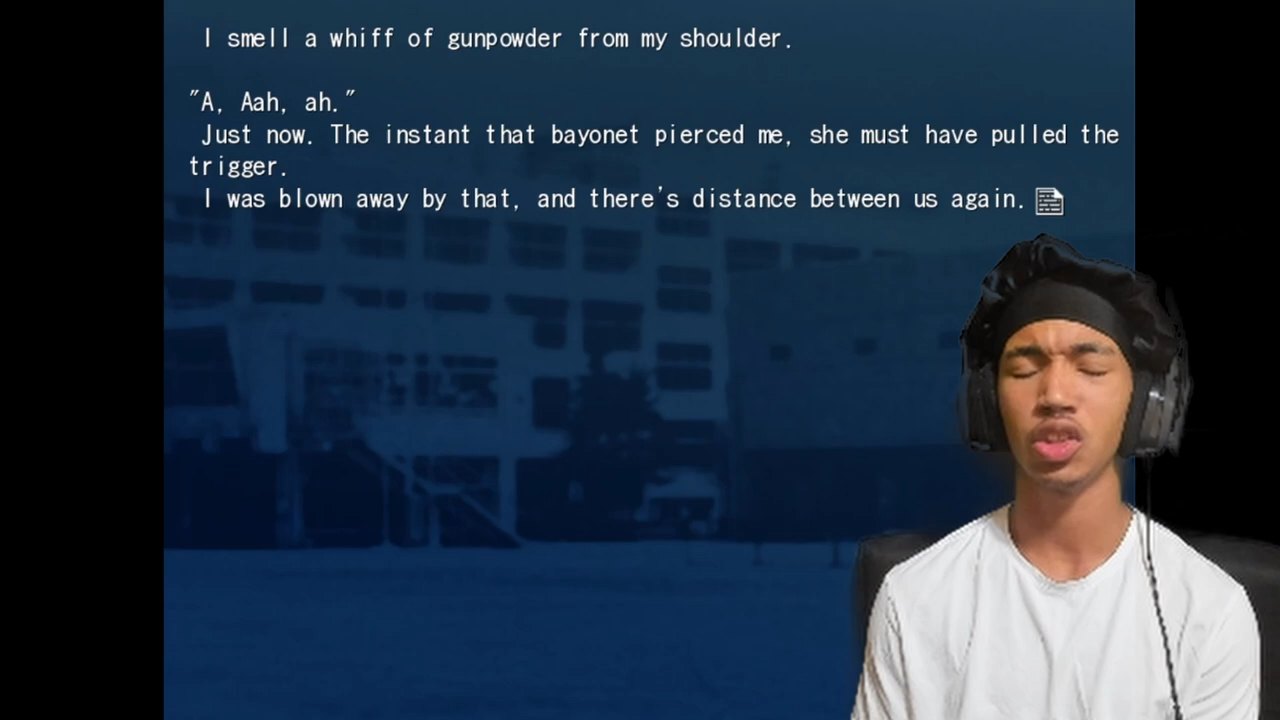 I smell a whiff of gunpowder from my shoulder.
"A, Aah, ah."
Just now. The instant that bayonet pierced me, she must have pulled the
trigger.
I was blown away by that, and there's distance between us again.